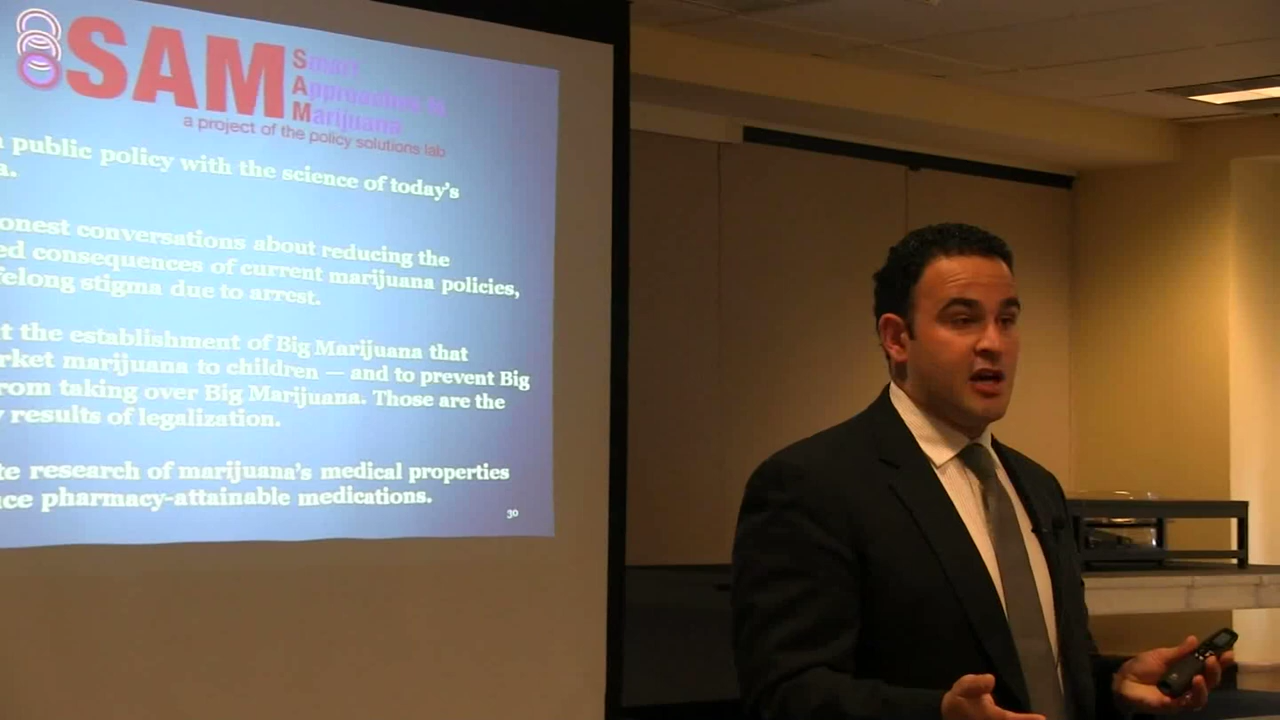 SAM
Smart
Approaches to
Marijuana
a project of the policy solutions lab
public policy with the science of today's
a.
onest conversations about reducing the
ed consequences of current marijuana policies,
felong stigma due to arrest.
t the establishment of Big Marijuana that
rket marijuana to children — and to prevent Big
rom taking over Big Marijuana. Those are the
y results of legalization.
te research of marijuana's medical properties
ce pharmacy-attainable medications.
30